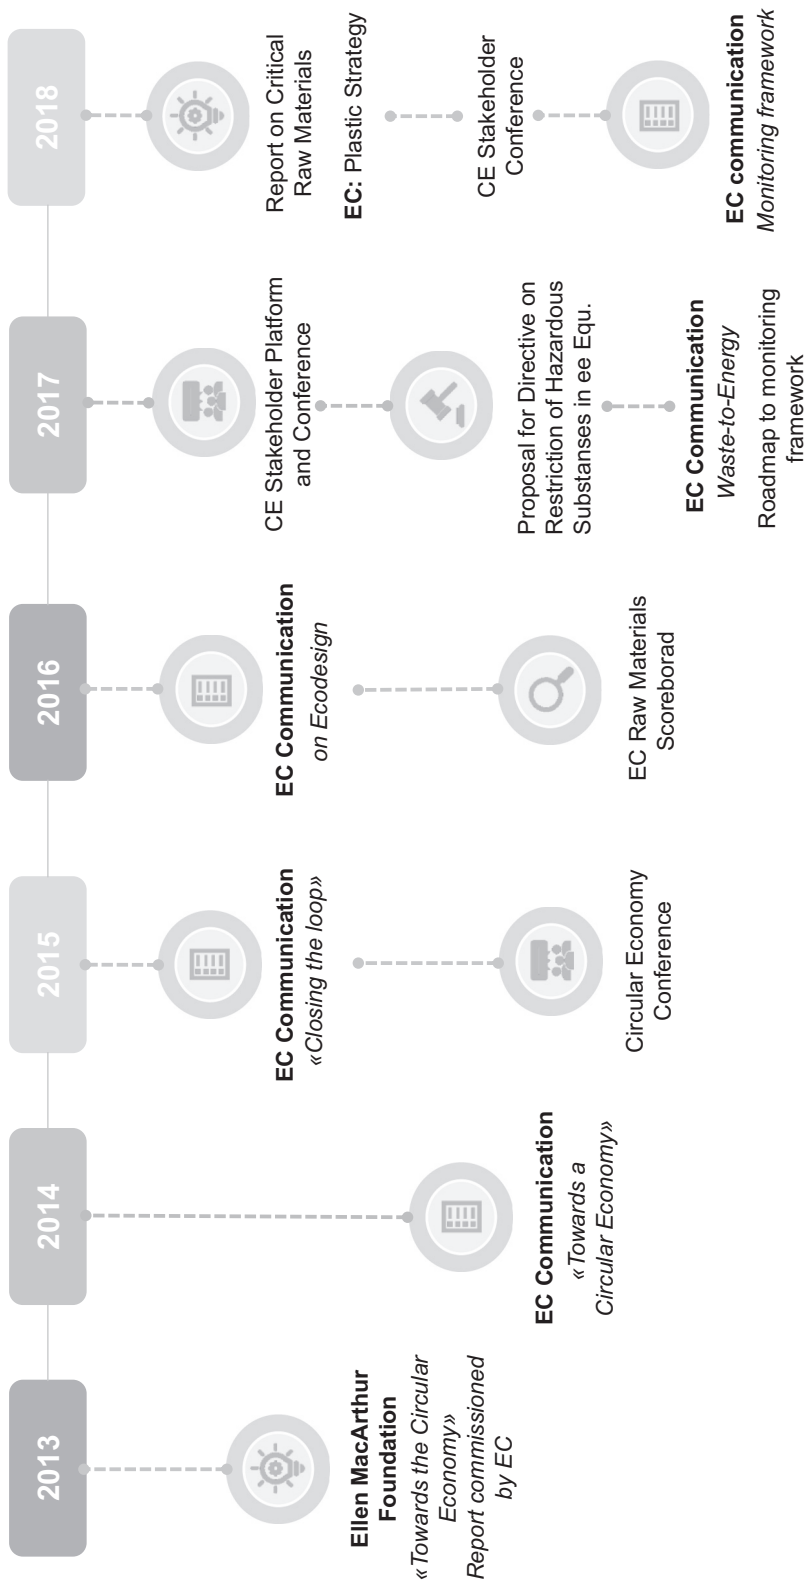 2013
Ellen MacArthur
Foundation
«Towards the Circular
Economy»
Report commissioned
by EC
2014
EC Communication
«Towards a
Circular Economy»
2015
EC Communication
«Closing the loop»
Circular Economy
Conference
2016
EC Communication
on Ecodesign
EC Raw Materials
Scoreborad
2017
CE Stakeholder Platform
and Conference
Proposal for Directive on
Restriction of Hazardous
Substanses in ee Equ.
EC Communication
Waste-to-Energy
Roadmap to monitoring
framework
2018
Report on Critical
Raw Materials
EC: Plastic Strategy
CE Stakeholder
Conference
EC communication
Monitoring framework